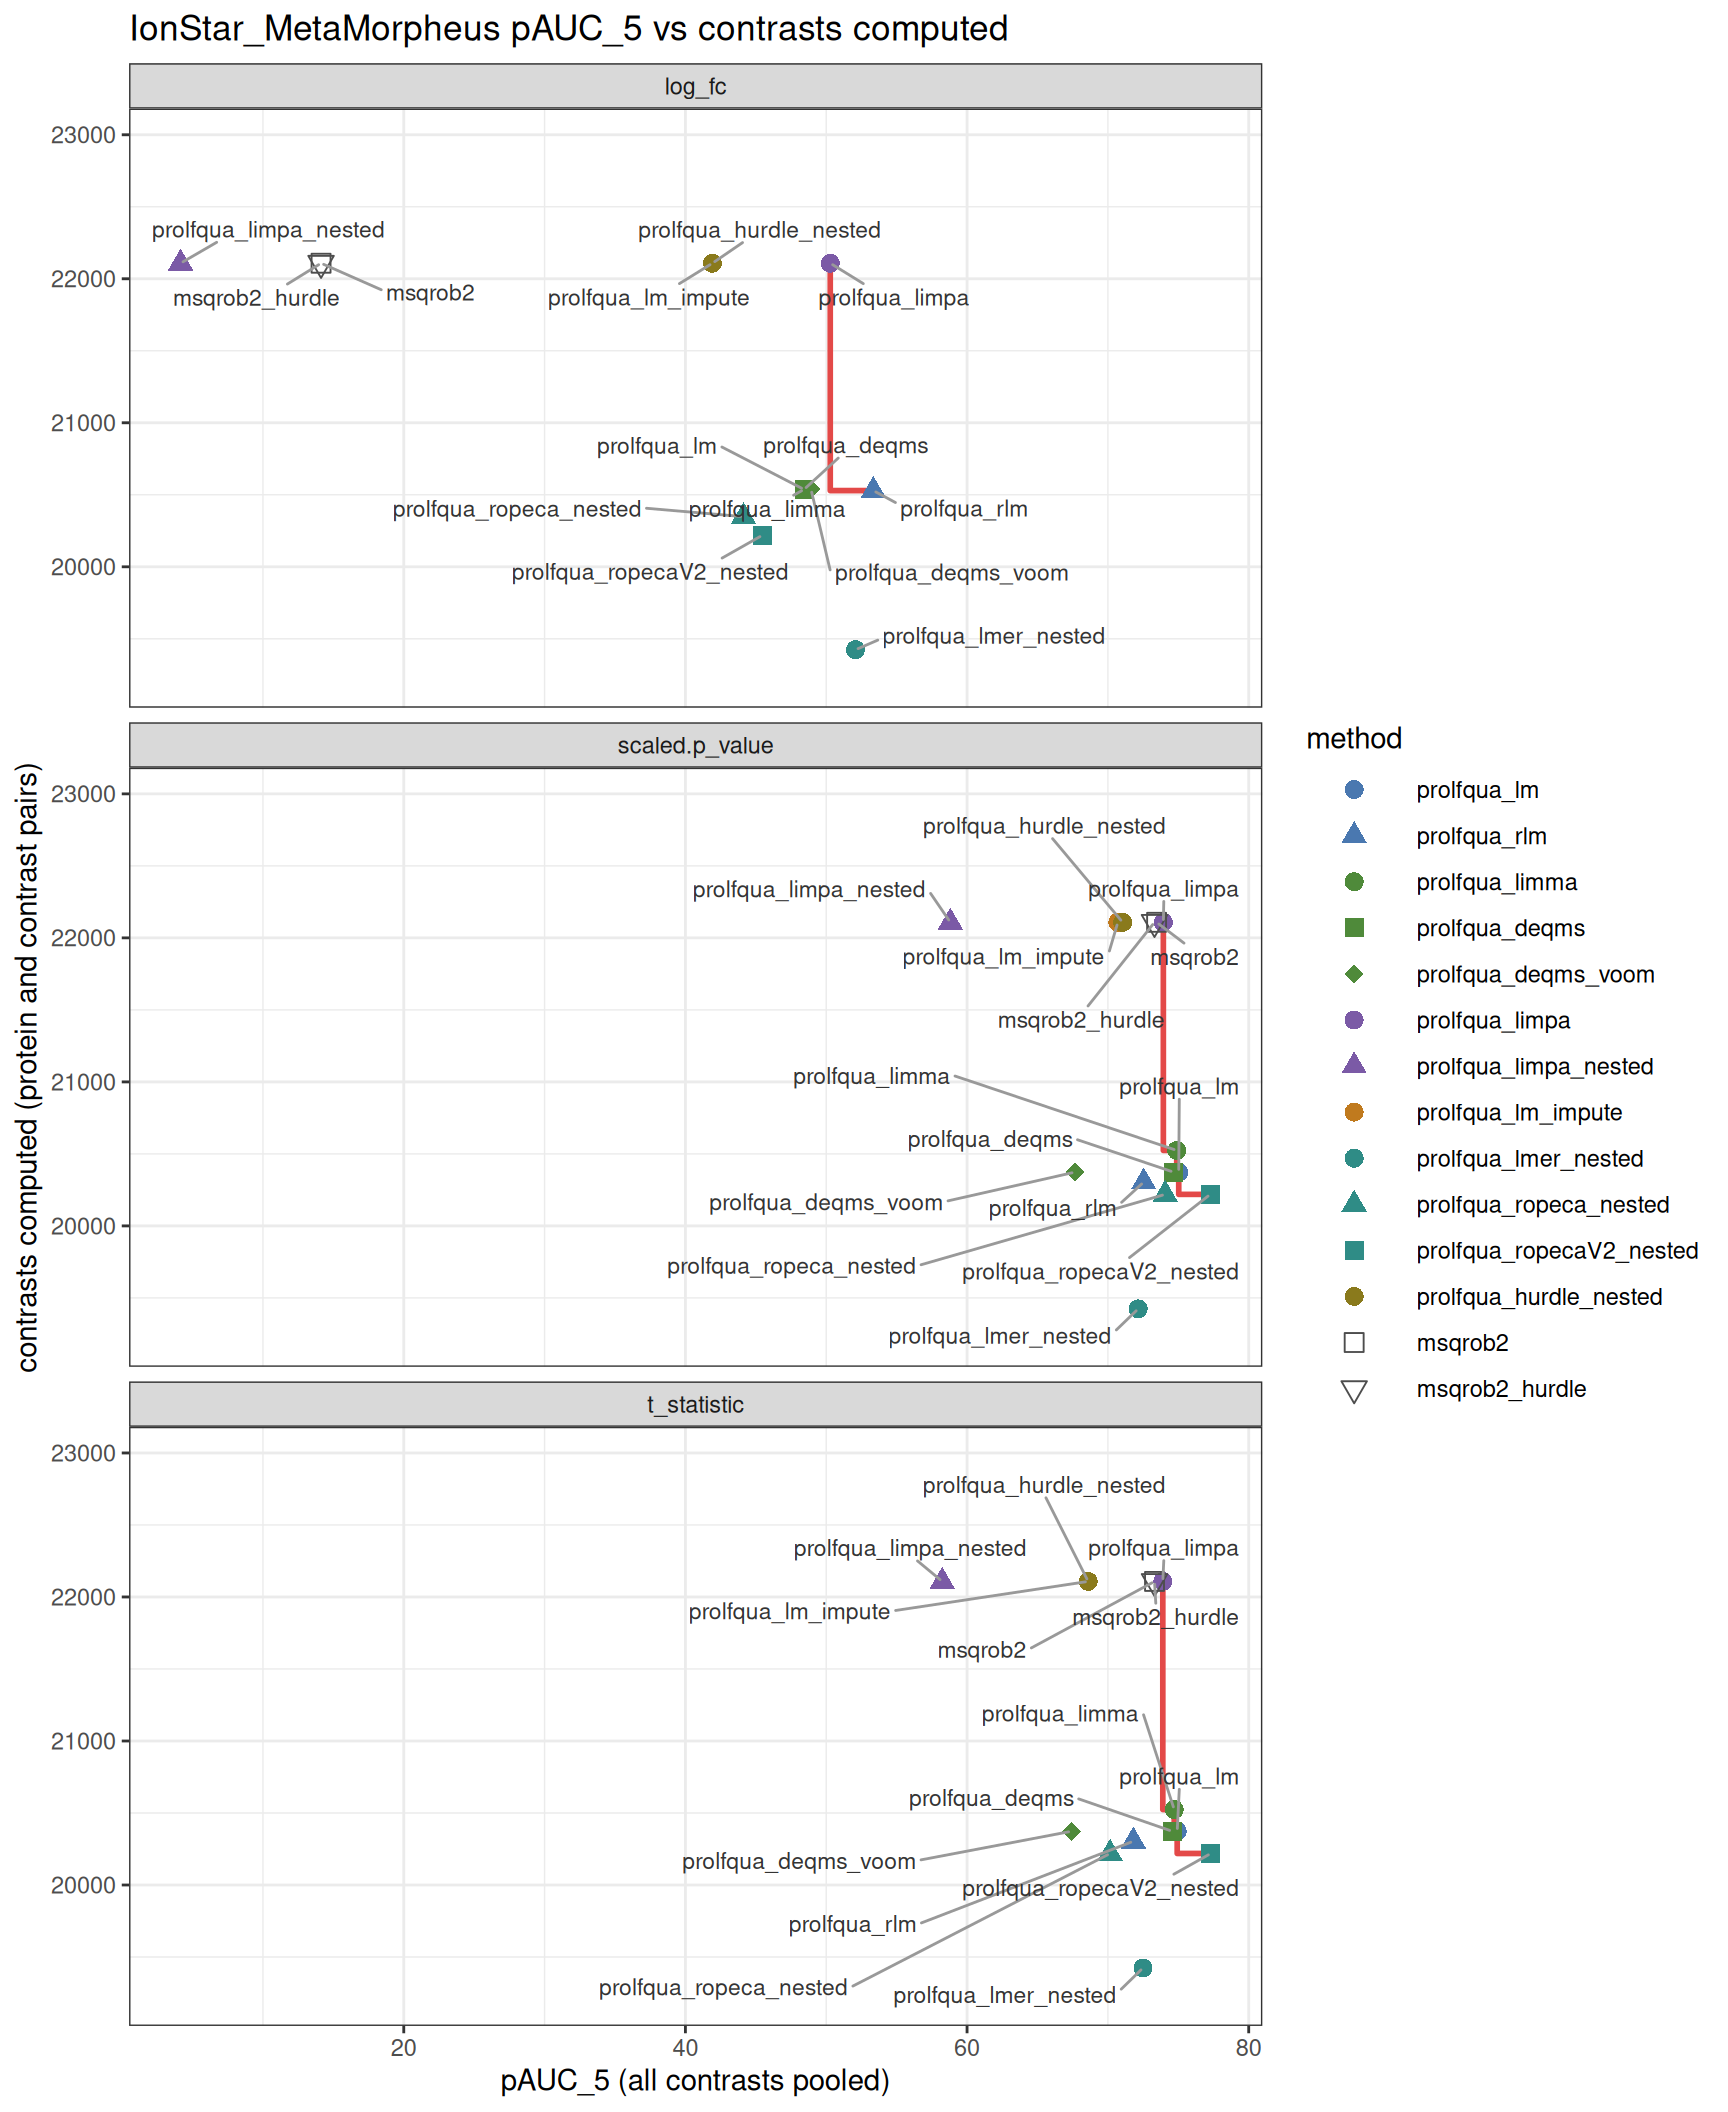 IonStar_MetaMorpheus pAUC_5 vs contrasts computed
log_fc
23000
22000
21000
20000
prolfqua_limpa_nested
prolfqua_hurdle_nested
msqrob2_hurdle
msqrob2
prolfqua_lm_impute
prolfqua_limpa
prolfqua_lm
prolfqua_deqms
prolfqua_ropeca_nested
prolfqua_limma
prolfqua_rlm
prolfqua_ropecaV2_nested
prolfqua_deqms_voom
prolfqua_lmer_nested
scaled.p_value
23000
22000
21000
20000
prolfqua_hurdle_nested
prolfqua_limpa_nested
prolfqua_limpa
prolfqua_lm_impute
msqrob2
msqrob2_hurdle
prolfqua_limma
prolfqua_lm
prolfqua_deqms
prolfqua_deqms_voom
prolfqua_rlm
prolfqua_ropeca_nested
prolfqua_ropecaV2_nested
prolfqua_lmer_nested
t_statistic
23000
22000
21000
20000
prolfqua_hurdle_nested
prolfqua_limpa_nested
prolfqua_limpa
prolfqua_lm_impute
msqrob2_hurdle
msqrob2
prolfqua_limma
prolfqua_lm
prolfqua_deqms
prolfqua_deqms_voom
prolfqua_ropecaV2_nested
prolfqua_rlm
prolfqua_ropeca_nested
prolfqua_lmer_nested
20
40
60
80
pAUC_5 (all contrasts pooled)
contrasts computed (protein and contrast pairs)
method
prolfqua_lm
prolfqua_rlm
prolfqua_limma
prolfqua_deqms
prolfqua_deqms_voom
prolfqua_limpa
prolfqua_limpa_nested
prolfqua_lm_impute
prolfqua_lmer_nested
prolfqua_ropeca_nested
prolfqua_ropecaV2_nested
prolfqua_hurdle_nested
msqrob2
msqrob2_hurdle